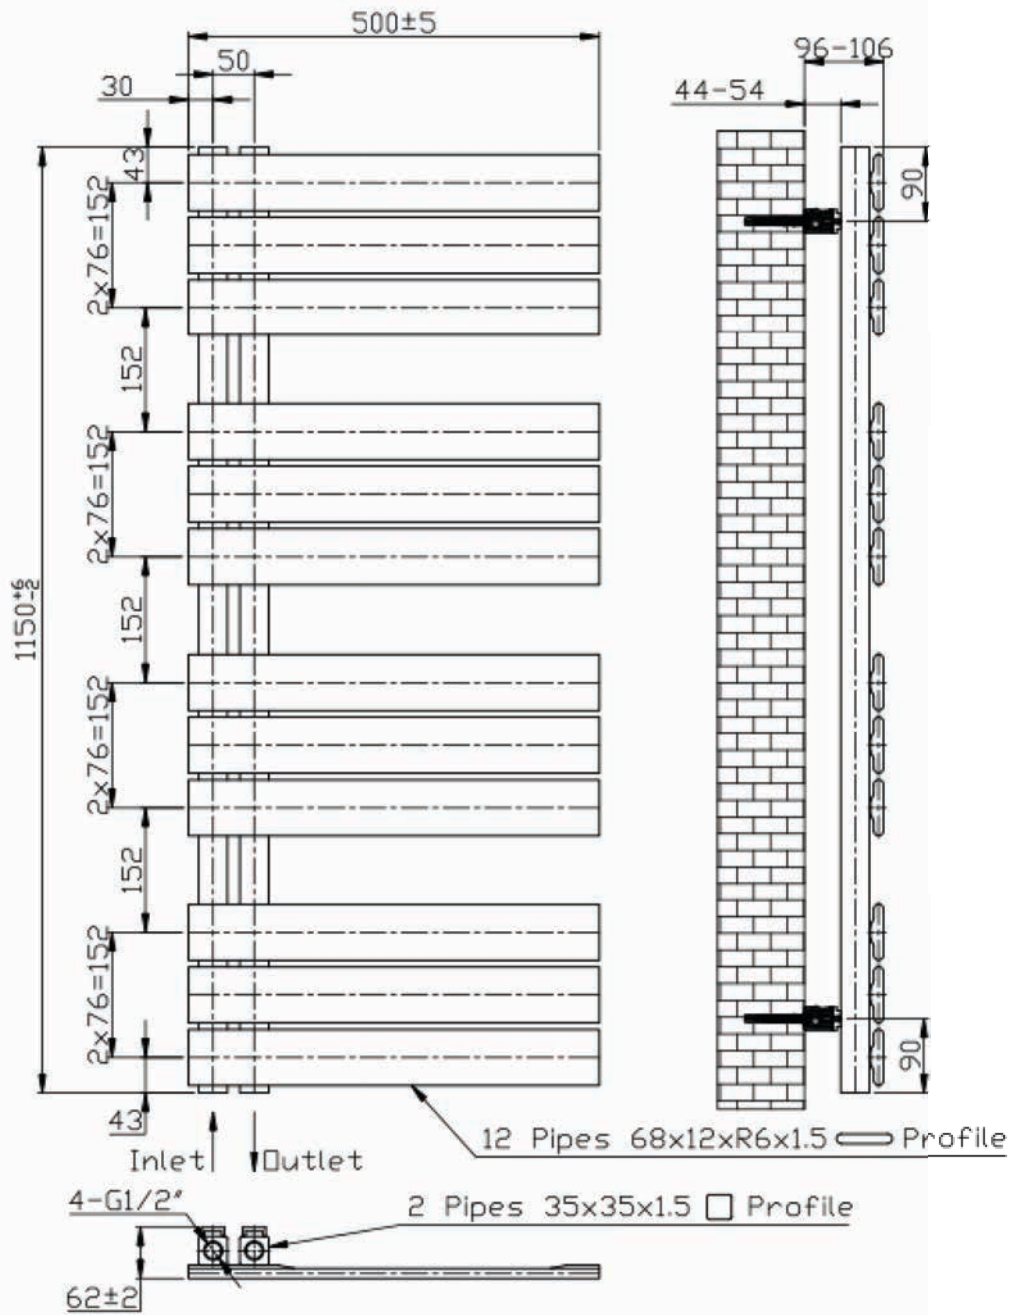 500±5
96-106
50
44-54
30
43
90
2x76=152
152
2x76=152
152
1150+6-2
2x76=152
152
2x76=152
90
43
12 Pipes 68x12xR6x1.5 Profile
Inlet Outlet
4-G1/2"
2 Pipes 35x35x1.5 Profile
62±2